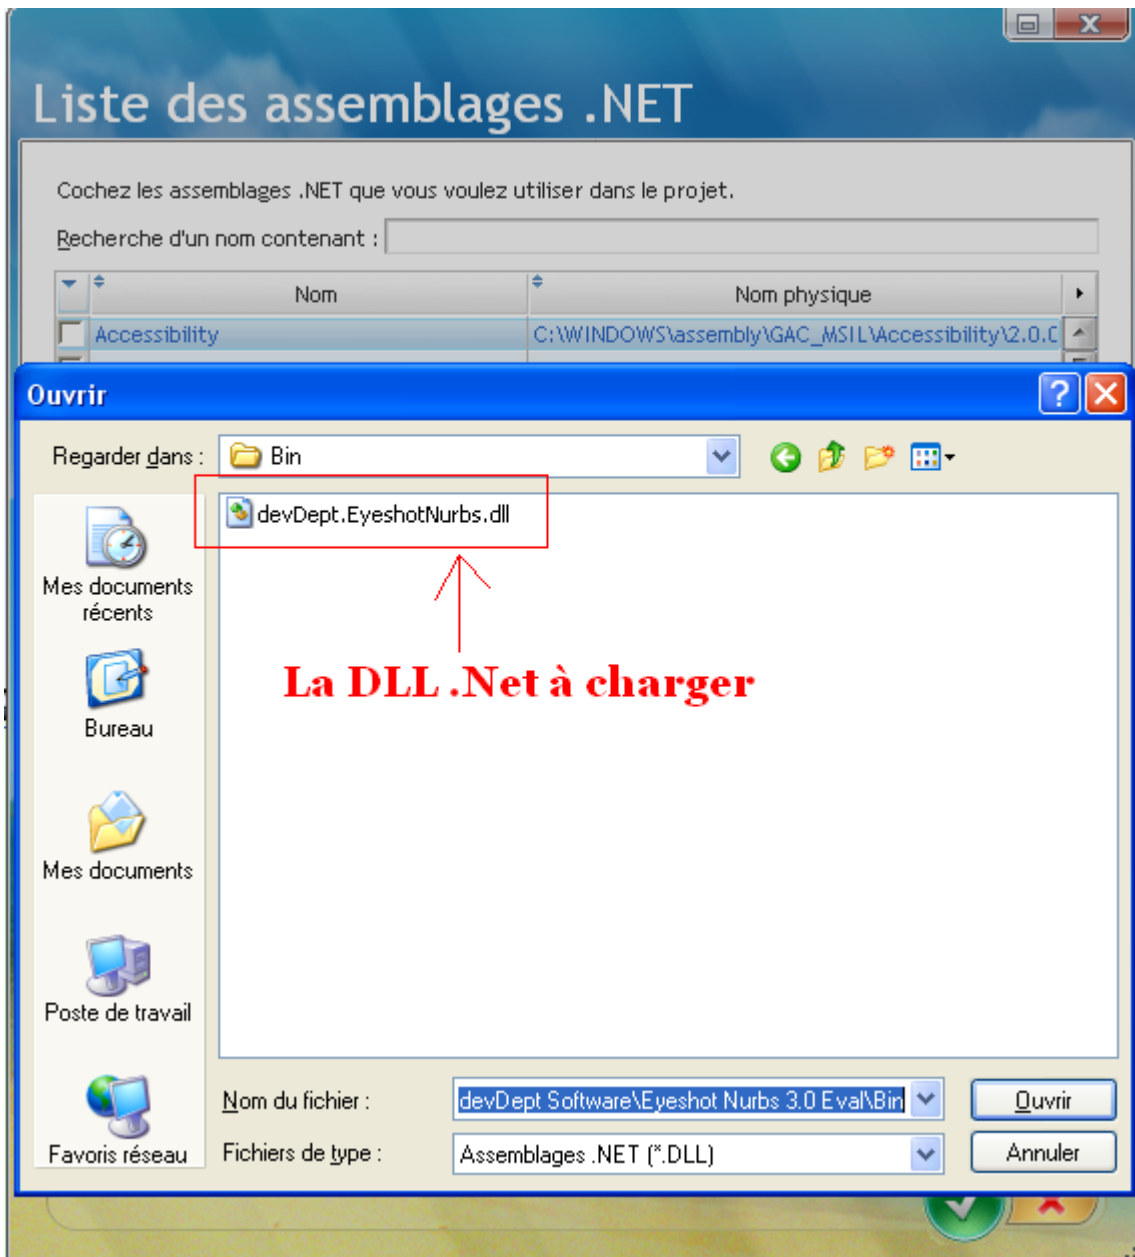 Liste des assemblages .NET
Cochez les assemblages .NET que vous voulez utiliser dans le projet.
Recherche d'un nom contenant :
Nom Nom physique
Accessibility C:\WINDOWS\assembly\GAC_MSIL\Accessibility\2.0.0
Ouvrir
Regarder dans : Bin
devDept.EyeshotNurbs.dll
Mes documents
récents
La DLL .Net à charger
Bureau
Mes documents
Poste de travail
Nom du fichier : devDept Software\Eyeshot Nurbs 3.0 Eval\Bin Ouvrir
Favoris réseau Fichiers de type : Assemblages .NET (*.DLL) Annuler